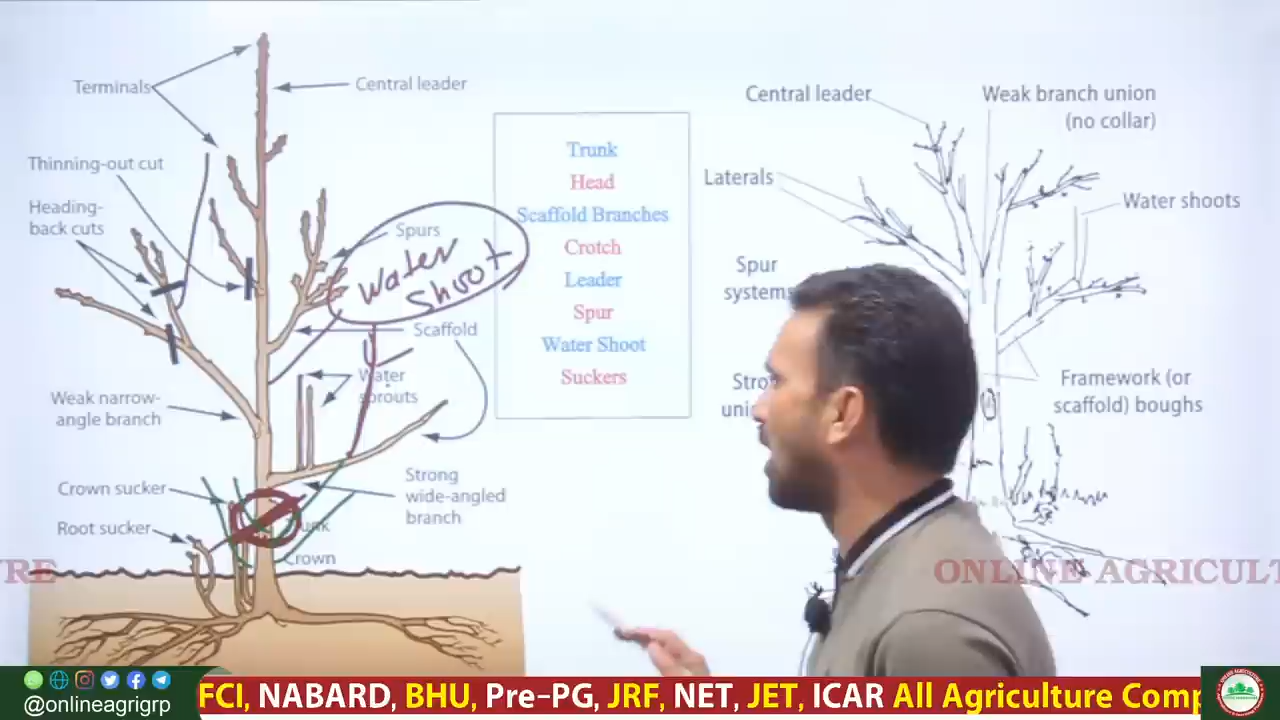 Terminals
Central leader
Thinning-out cut
Heading-
back cuts
Spurs
Water
Shoot
Scaffold
Water
sprouts
Weak narrow-
angle branch
Crown sucker
Root sucker
Strong
wide-angled
branch
Crown
Trunk
Head
Scaffold Branches
Crotch
Leader
Spur
Water Shoot
Suckers
Central leader
Weak branch union
(no collar)
Laterals
Water shoots
Spur
systems
Framework (or
scaffold) boughs
ONLINE AGRICULT
@onlineagrigrp
FCI, NABARD, BHU, Pre-PG, JRF, NET, JET, ICAR All Agriculture Comp